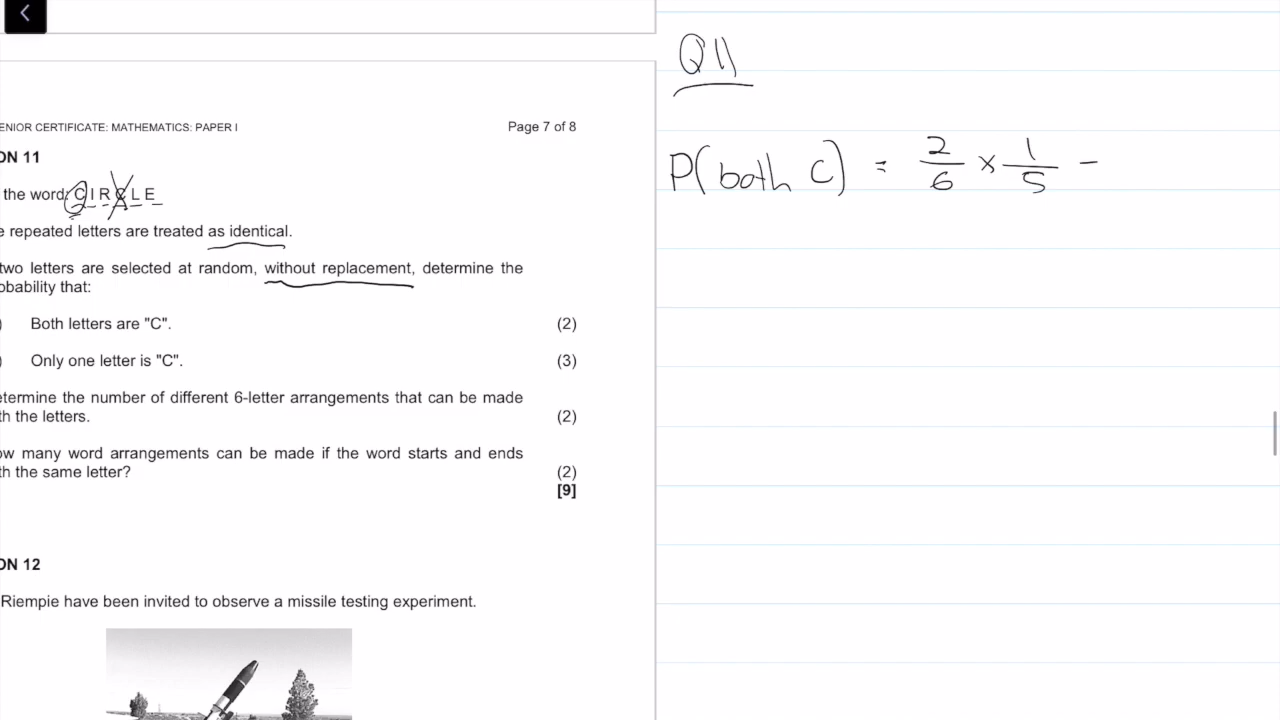 ENIOR CERTIFICATE: MATHEMATICS: PAPER I
Page 7 of 8
ON 11
the word: CIRCLE
e repeated letters are treated as identical.
two letters are selected at random, without replacement, determine the
obability that:
) Both letters are "C". (2)
) Only one letter is "C". (3)
etermine the number of different 6-letter arrangements that can be made
th the letters. (2)
ow many word arrangements can be made if the word starts and ends
th the same letter? (2)
[9]
ON 12
Riempie have been invited to observe a missile testing experiment.
Q11
P(both C) = 2/6 × 1/5 =